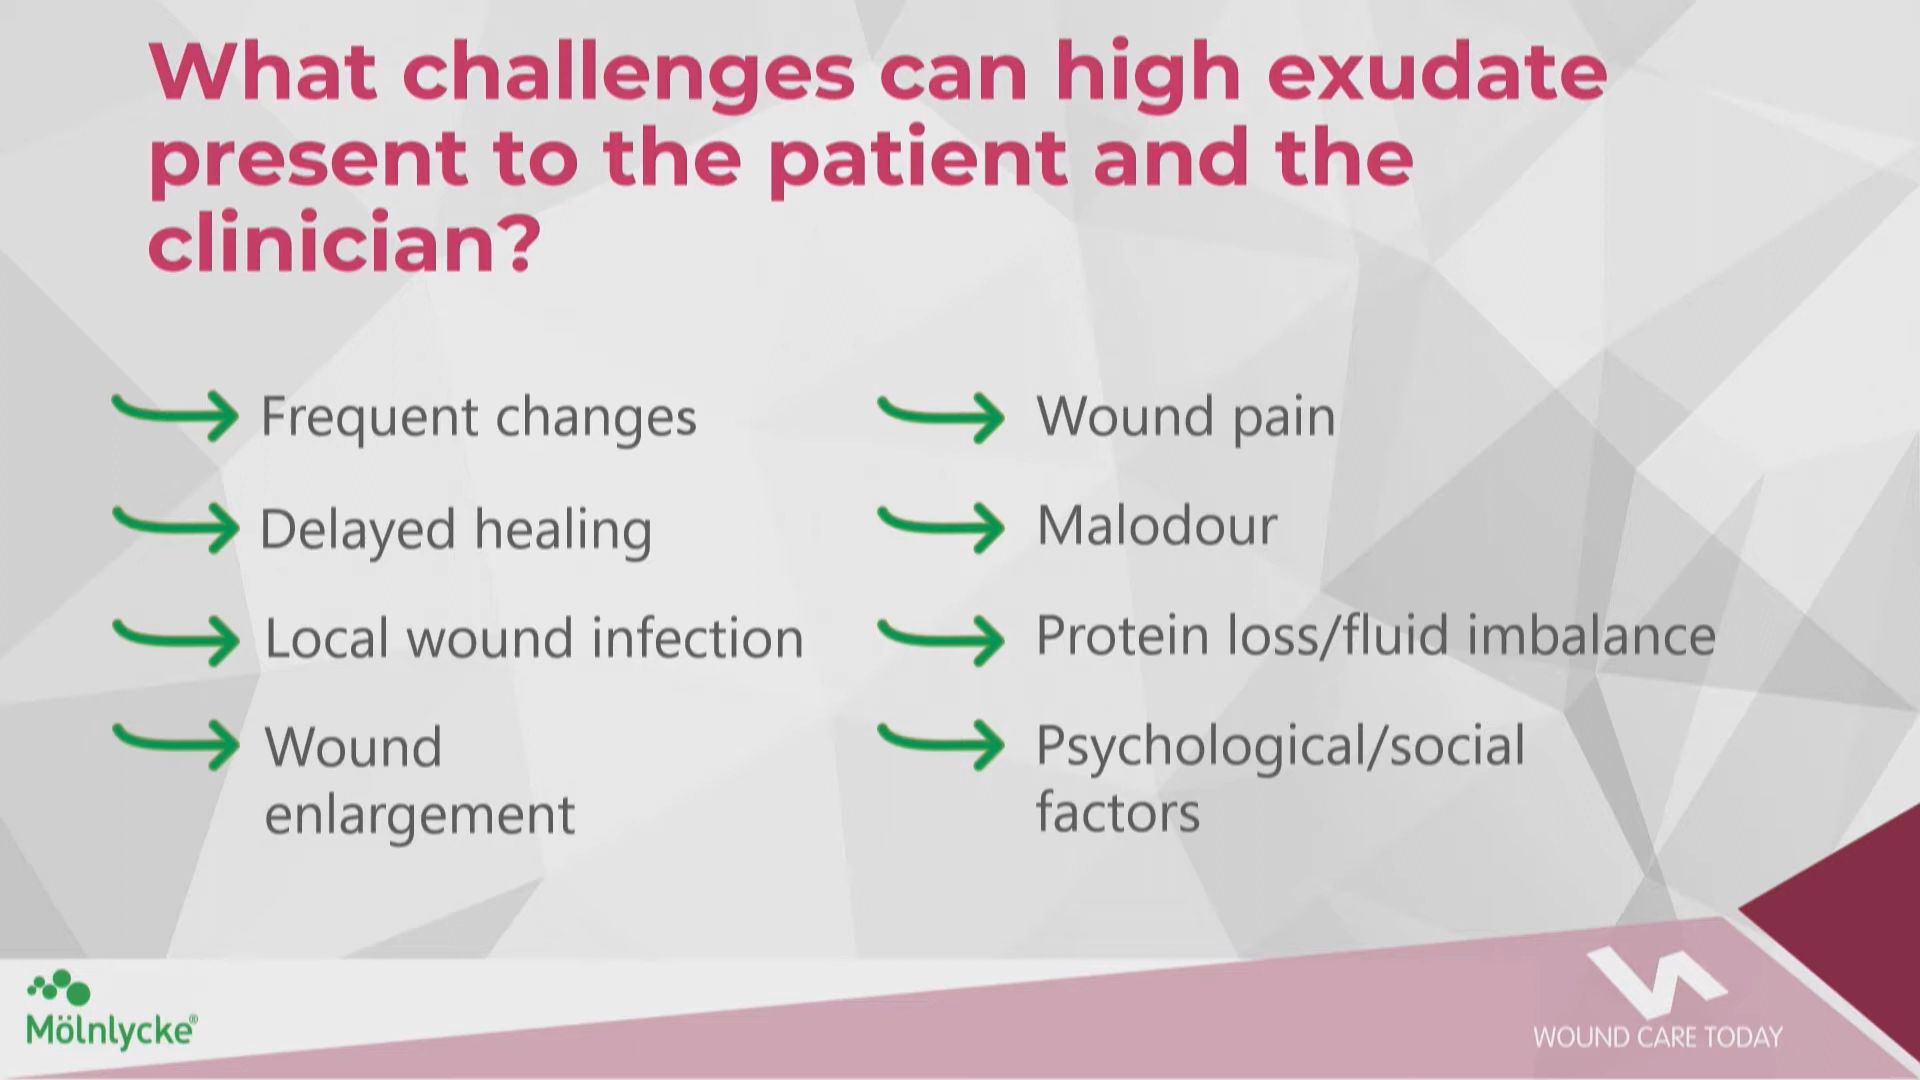 What challenges can high exudate
present to the patient and the
clinician?
Frequent changes
Delayed healing
Local wound infection
Wound
enlargement
Wound pain
Malodour
Protein loss/fluid imbalance
Psychological/social
factors
Mölnlycke®
WOUND CARE TODAY